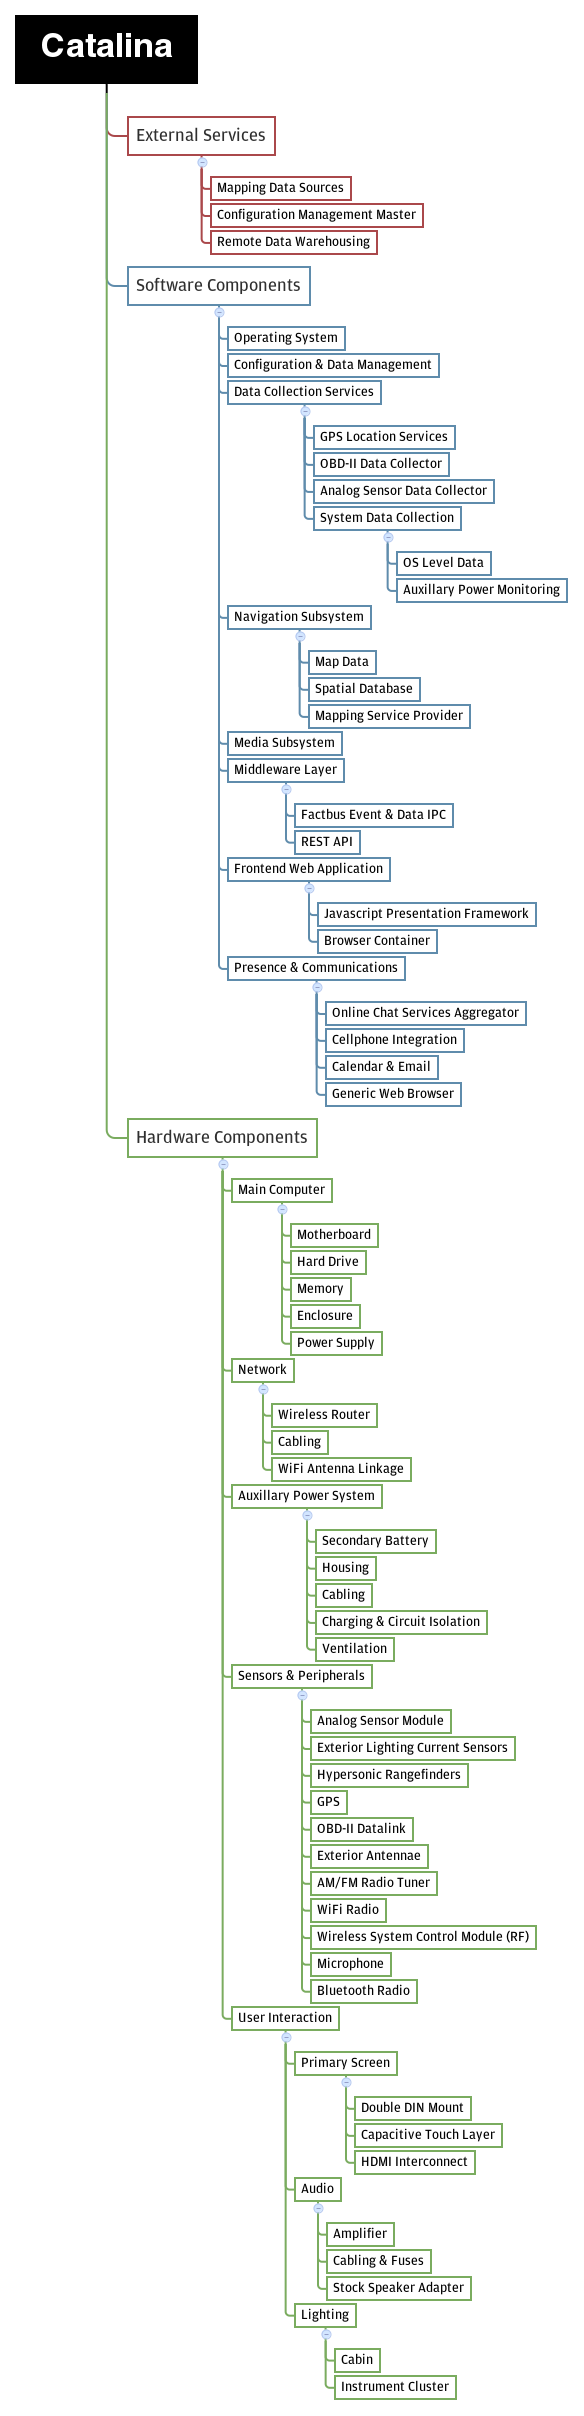 Catalina
External Services
Mapping Data Sources
Configuration Management Master
Remote Data Warehousing
Software Components
Operating System
Configuration & Data Management
Data Collection Services
GPS Location Services
OBD-II Data Collector
Analog Sensor Data Collector
System Data Collection
OS Level Data
Auxillary Power Monitoring
Navigation Subsystem
Map Data
Spatial Database
Mapping Service Provider
Media Subsystem
Middleware Layer
Factbus Event & Data IPC
REST API
Frontend Web Application
Javascript Presentation Framework
Browser Container
Presence & Communications
Online Chat Services Aggregator
Cellphone Integration
Calendar & Email
Generic Web Browser
Hardware Components
Main Computer
Motherboard
Hard Drive
Memory
Enclosure
Power Supply
Network
Wireless Router
Cabling
WiFi Antenna Linkage
Auxillary Power System
Secondary Battery
Housing
Cabling
Charging & Circuit Isolation
Ventilation
Sensors & Peripherals
Analog Sensor Module
Exterior Lighting Current Sensors
Hypersonic Rangefinders
GPS
OBD-II Datalink
Exterior Antennae
AM/FM Radio Tuner
WiFi Radio
Wireless System Control Module (RF)
Microphone
Bluetooth Radio
User Interaction
Primary Screen
Double DIN Mount
Capacitive Touch Layer
HDMI Interconnect
Audio
Amplifier
Cabling & Fuses
Stock Speaker Adapter
Lighting
Cabin
Instrument Cluster